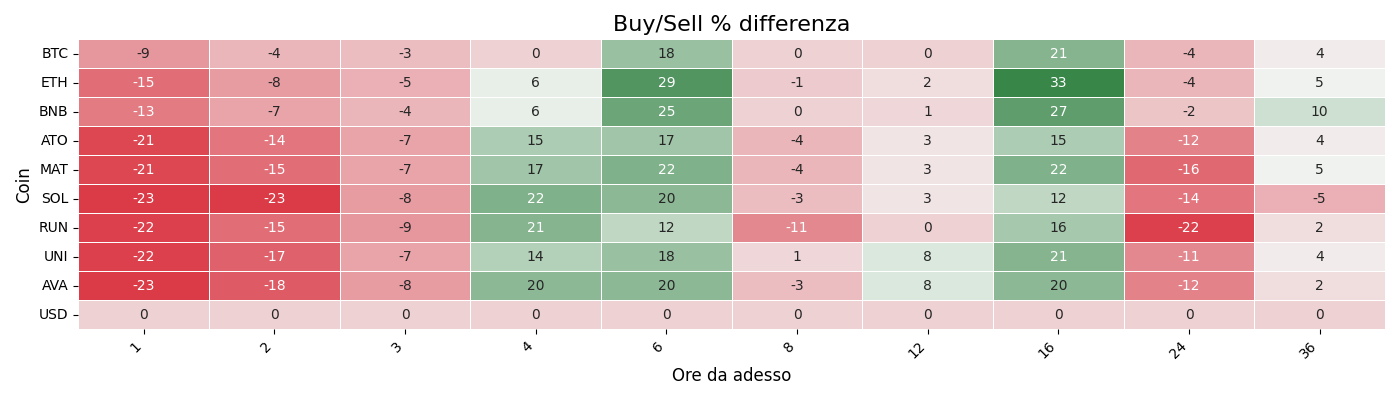 Buy/Sell % differenza
Coin
BTC -9 -4 -3 0 18 0 0 21 -4 4
ETH -15 -8 -5 6 29 -1 2 33 -4 5
BNB -13 -7 -4 6 25 0 1 27 -2 10
ATO -21 -14 -7 15 17 -4 3 15 -12 4
MAT -21 -15 -7 17 22 -4 3 22 -16 5
SOL -23 -23 -8 22 20 -3 3 12 -14 -5
RUN -22 -15 -9 21 12 -11 0 16 -22 2
UNI -22 -17 -7 14 18 1 8 21 -11 4
AVA -23 -18 -8 20 20 -3 8 20 -12 2
USD 0 0 0 0 0 0 0 0 0 0
1 2 3 4 6 8 12 16 24 36
Ore da adesso